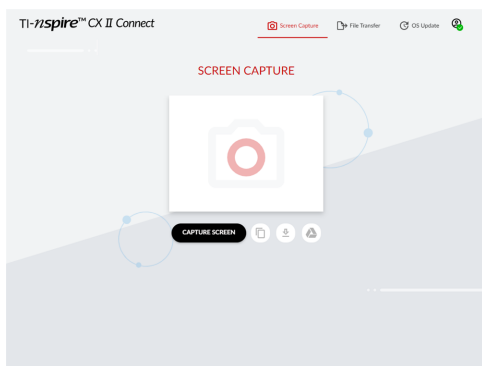 TI-nspire™ CX II Connect
Screen Capture
File Transfer
OS Update
SCREEN CAPTURE
CAPTURE SCREEN